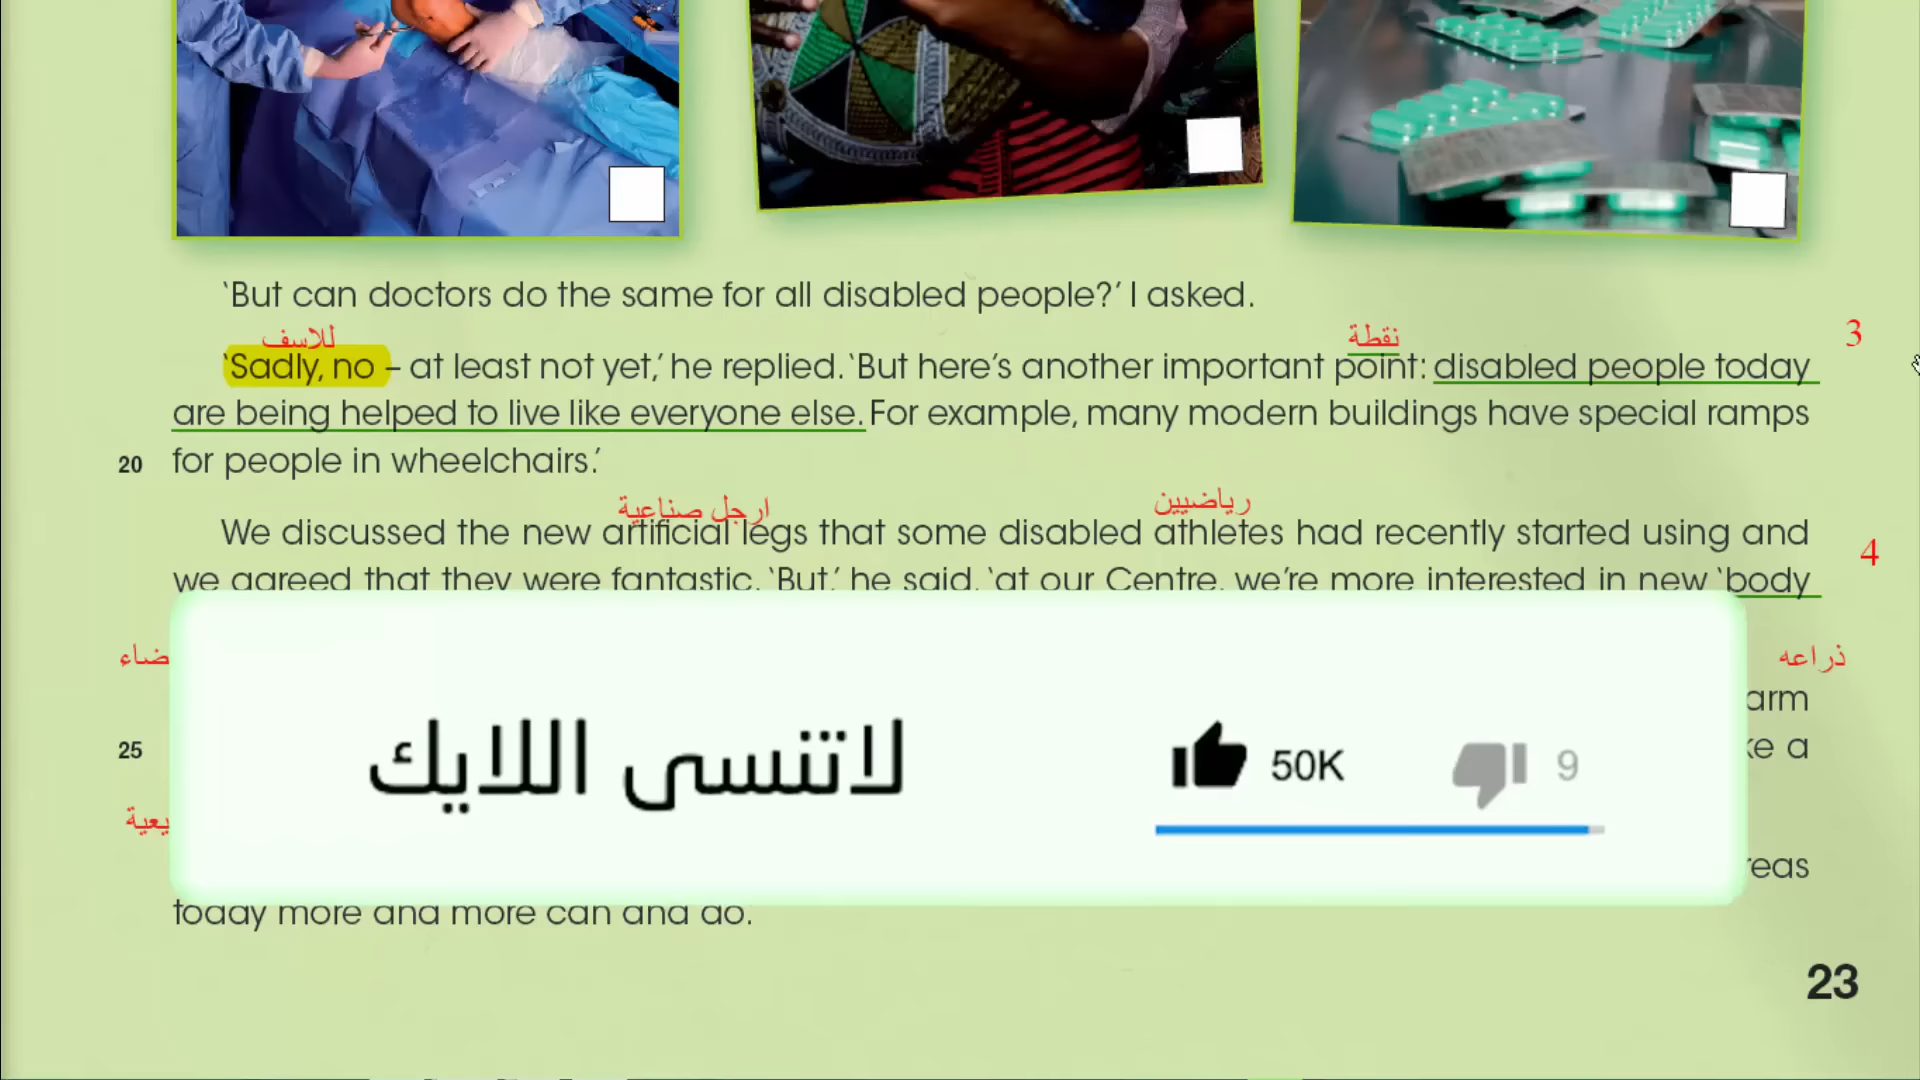 ‘But can doctors do the same for all disabled people?’ I asked.
للاسف
نقطة
3
‘Sadly, no – at least not yet,’ he replied. ‘But here’s another important point: disabled people today
are being helped to live like everyone else. For example, many modern buildings have special ramps
20 for people in wheelchairs.’
ارجل صناعية
رياضيين
We discussed the new artificial legs that some disabled athletes had recently started using and
4
we agreed that they were fantastic. ‘But,’ he said, ‘at our Centre, we’re more interested in new ‘body
ذراعه
arm
25
لاتنسى اللايك
50K
9
today more and more can and do.
23